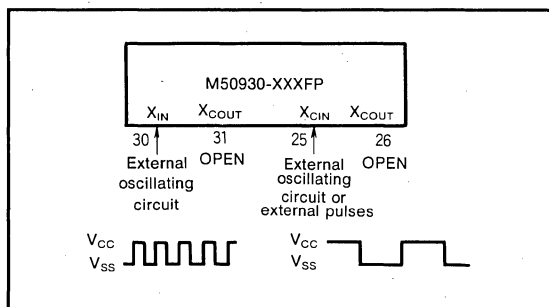 M50930-XXXFP
XIN XCOUT XCIN XCOUT
30 31 25 26
External OPEN External OPEN
oscillating oscillating
circuit circuit or
external pulses
VCC VCC
VSS VSS